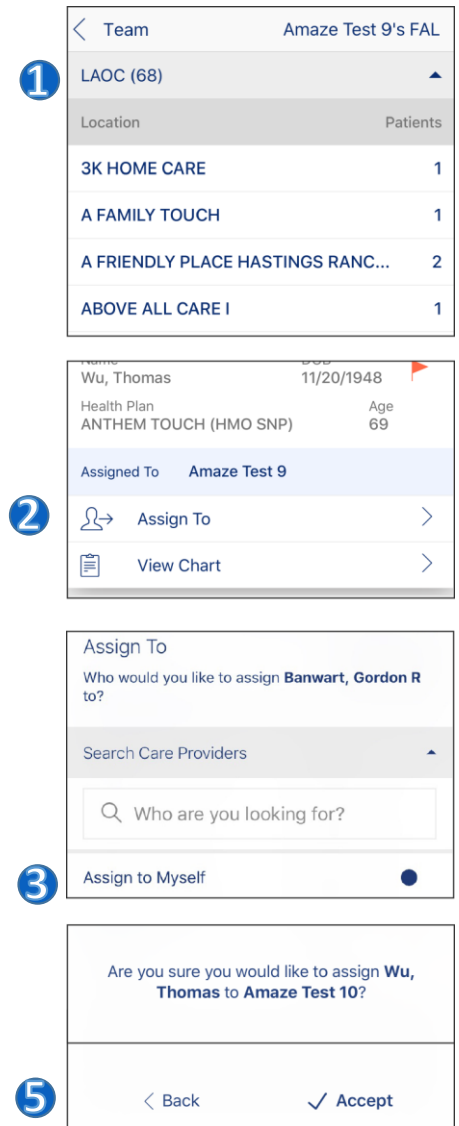 Team Amaze Test 9's FAL
1 LAOC (68)
Location Patients
3K HOME CARE 1
A FAMILY TOUCH 1
A FRIENDLY PLACE HASTINGS RANC... 2
ABOVE ALL CARE I 1
Name DOB
Wu, Thomas 11/20/1948
Health Plan Age
ANTHEM TOUCH (HMO SNP) 69
Assigned To Amaze Test 9
2 Assign To
View Chart
Assign To
Who would you like to assign Banwart, Gordon R
to?
Search Care Providers
Who are you looking for?
3 Assign to Myself
Are you sure you would like to assign Wu,
Thomas to Amaze Test 10?
5 Back Accept